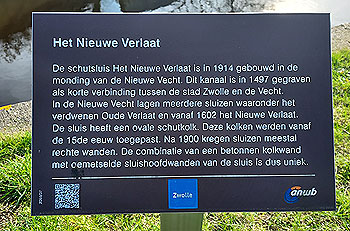 Het Nieuwe Verlaat
De schutsluis Het Nieuwe Verlaat is in 1914 gebouwd in de
monding van de Nieuwe Vecht. Dit kanaal is in 1497 gegraven
als korte verbinding tussen de stad Zwolle en de Vecht.
In de Nieuwe Vecht lagen meerdere sluizen waaronder het
verdwenen Oude Verlaat en vanaf 1602 het Nieuwe Verlaat.
De sluis heeft een ovale schutkolk. Deze kolken werden vanaf
de 15de eeuw toegepast. Na 1900 kregen sluizen meestal
rechte wanden. De combinatie van een betonnen kolkwand
met gemetselde sluishoofdwanden van de sluis is dus uniek.
Zwolle
anwb